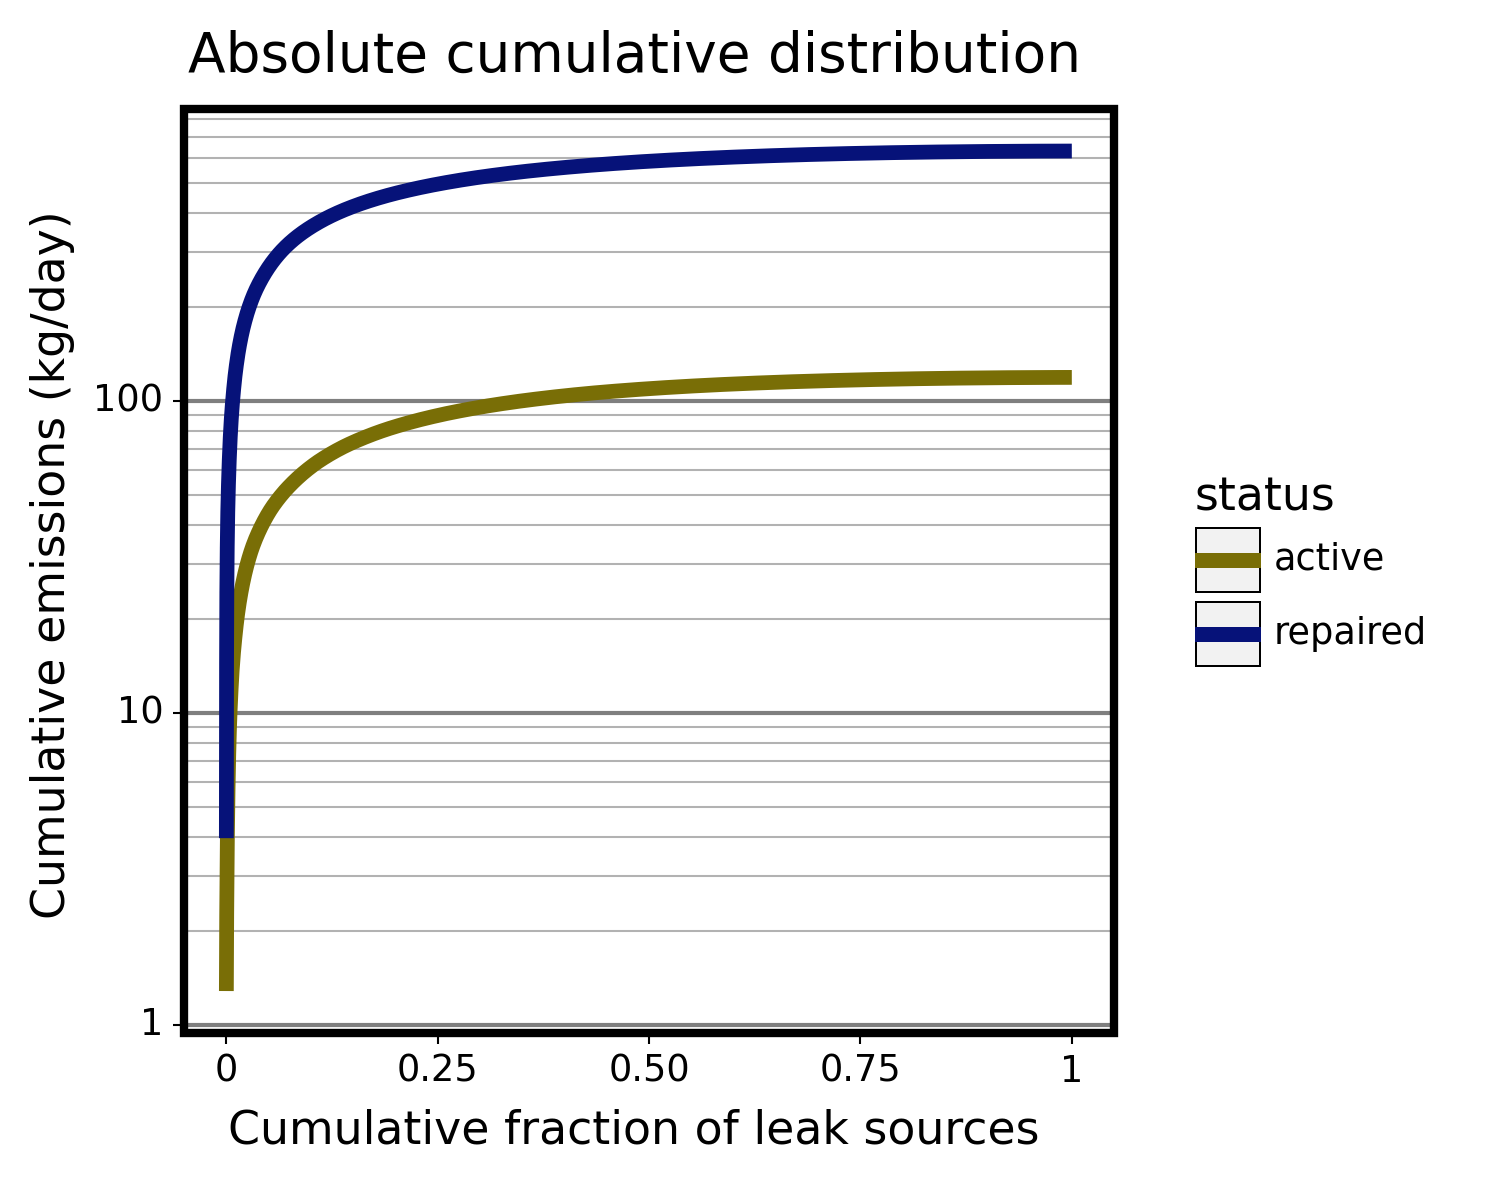 Absolute cumulative distribution
Cumulative emissions (kg/day)
100
10
1
0 0.25 0.50 0.75 1
Cumulative fraction of leak sources
status
active
repaired